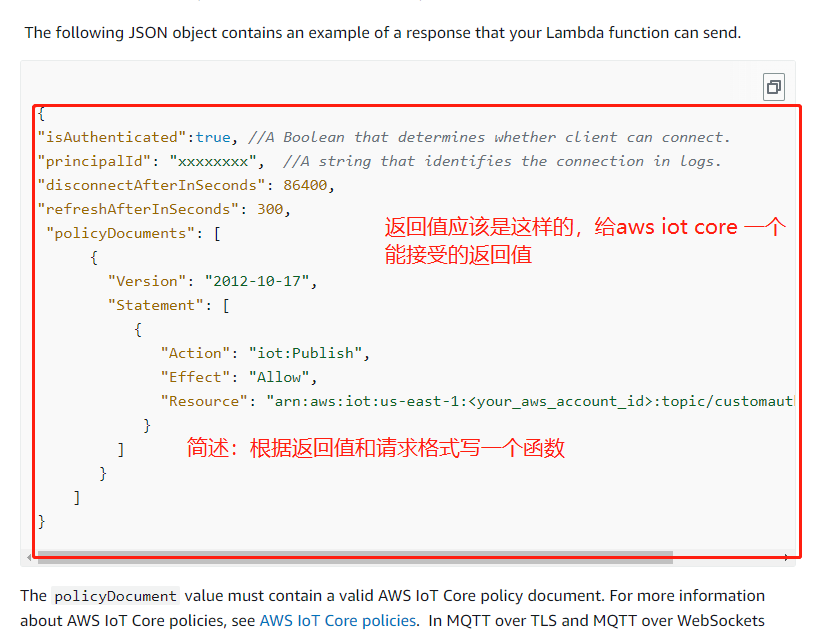 The following JSON object contains an example of a response that your Lambda function can send.
{
"isAuthenticated":true, //A Boolean that determines whether client can connect.
"principalId": "xxxxxxxx",  //A string that identifies the connection in logs.
"disconnectAfterInSeconds": 86400,
"refreshAfterInSeconds": 300,
"policyDocuments": [
返回值应该是这样的，给aws iot core 一个
能接受的返回值
{
"Version": "2012-10-17",
"Statement": [
{
"Action": "iot:Publish",
"Effect": "Allow",
"Resource": "arn:aws:iot:us-east-1:<your_aws_account_id>:topic/customauth
}
]
简述：根据返回值和请求格式写一个函数
}
]
}
The policyDocument value must contain a valid AWS IoT Core policy document. For more information
about AWS IoT Core policies, see AWS IoT Core policies. In MQTT over TLS and MQTT over WebSockets